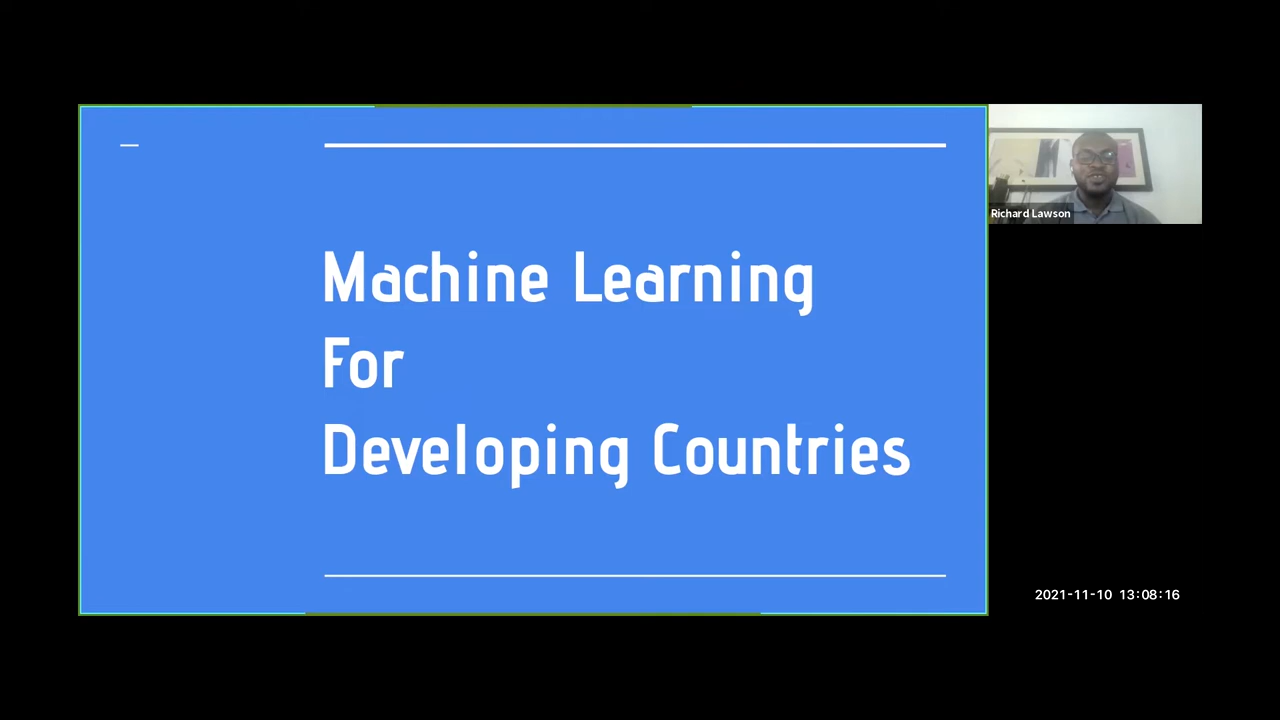 Machine Learning
For
Developing Countries
Richard Lawson
2021-11-10 13:08:16